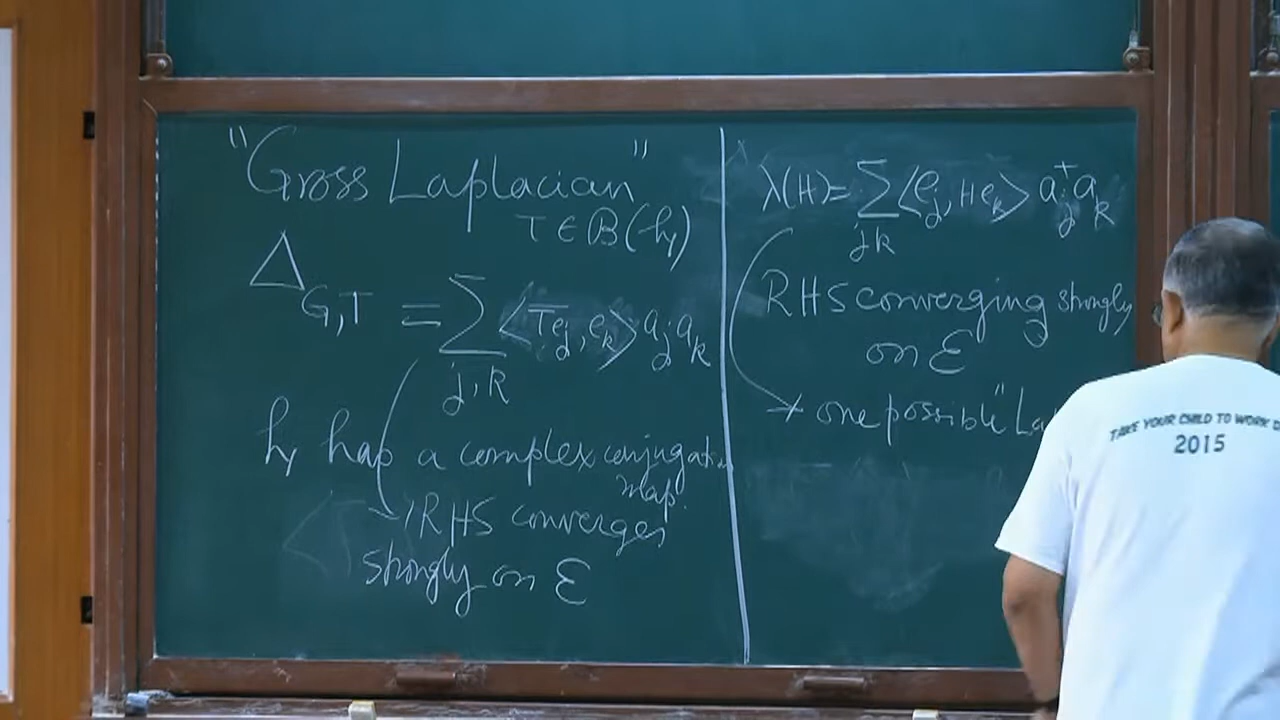 "Gross Laplacian"
T ∈ B(h)
Δ_{G,T} = Σ_{j,k} <Te_j, e_k> a_j a_k
h has a complex conjugation
map.
RHS converges
strongly on ℰ
λ(H) = Σ_{jk} <e_j, He_k> a_j^† a_k
RHS converging strongly
on ℰ
one possible "La
TAKE YOUR CHILD TO WORK D
2015